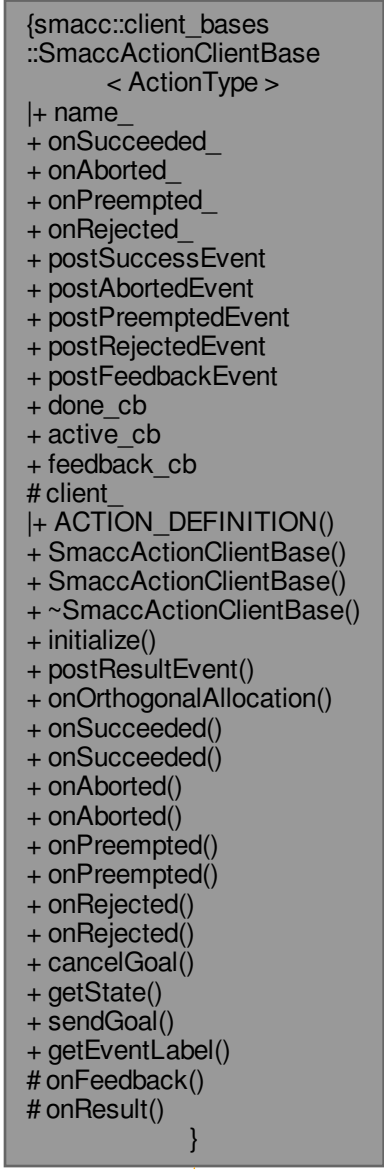 {smacc::client_bases
::SmaccActionClientBase
< ActionType >
|+ name_
+ onSucceeded_
+ onAborted_
+ onPreempted_
+ onRejected_
+ postSuccessEvent
+ postAbortedEvent
+ postPreemptedEvent
+ postRejectedEvent
+ postFeedbackEvent
+ done_cb
+ active_cb
+ feedback_cb
# client_
|+ ACTION_DEFINITION()
+ SmaccActionClientBase()
+ SmaccActionClientBase()
+ ~SmaccActionClientBase()
+ initialize()
+ postResultEvent()
+ onOrthogonalAllocation()
+ onSucceeded()
+ onSucceeded()
+ onAborted()
+ onAborted()
+ onPreempted()
+ onPreempted()
+ onRejected()
+ onRejected()
+ cancelGoal()
+ getState()
+ sendGoal()
+ getEventLabel()
# onFeedback()
# onResult()
}